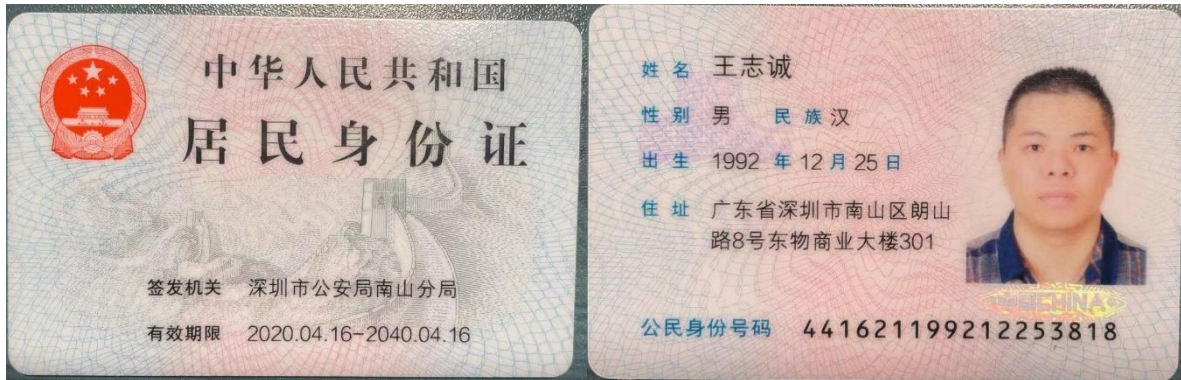 中华人民共和国
居民身份证
签发机关 深圳市公安局南山分局
有效期限 2020.04.16-2040.04.16
姓名 王志诚
性别 男 民族 汉
出生 1992 年 12 月 25 日
住址 广东省深圳市南山区朗山
路8号东物商业大楼301
公民身份号码 441621199212253818